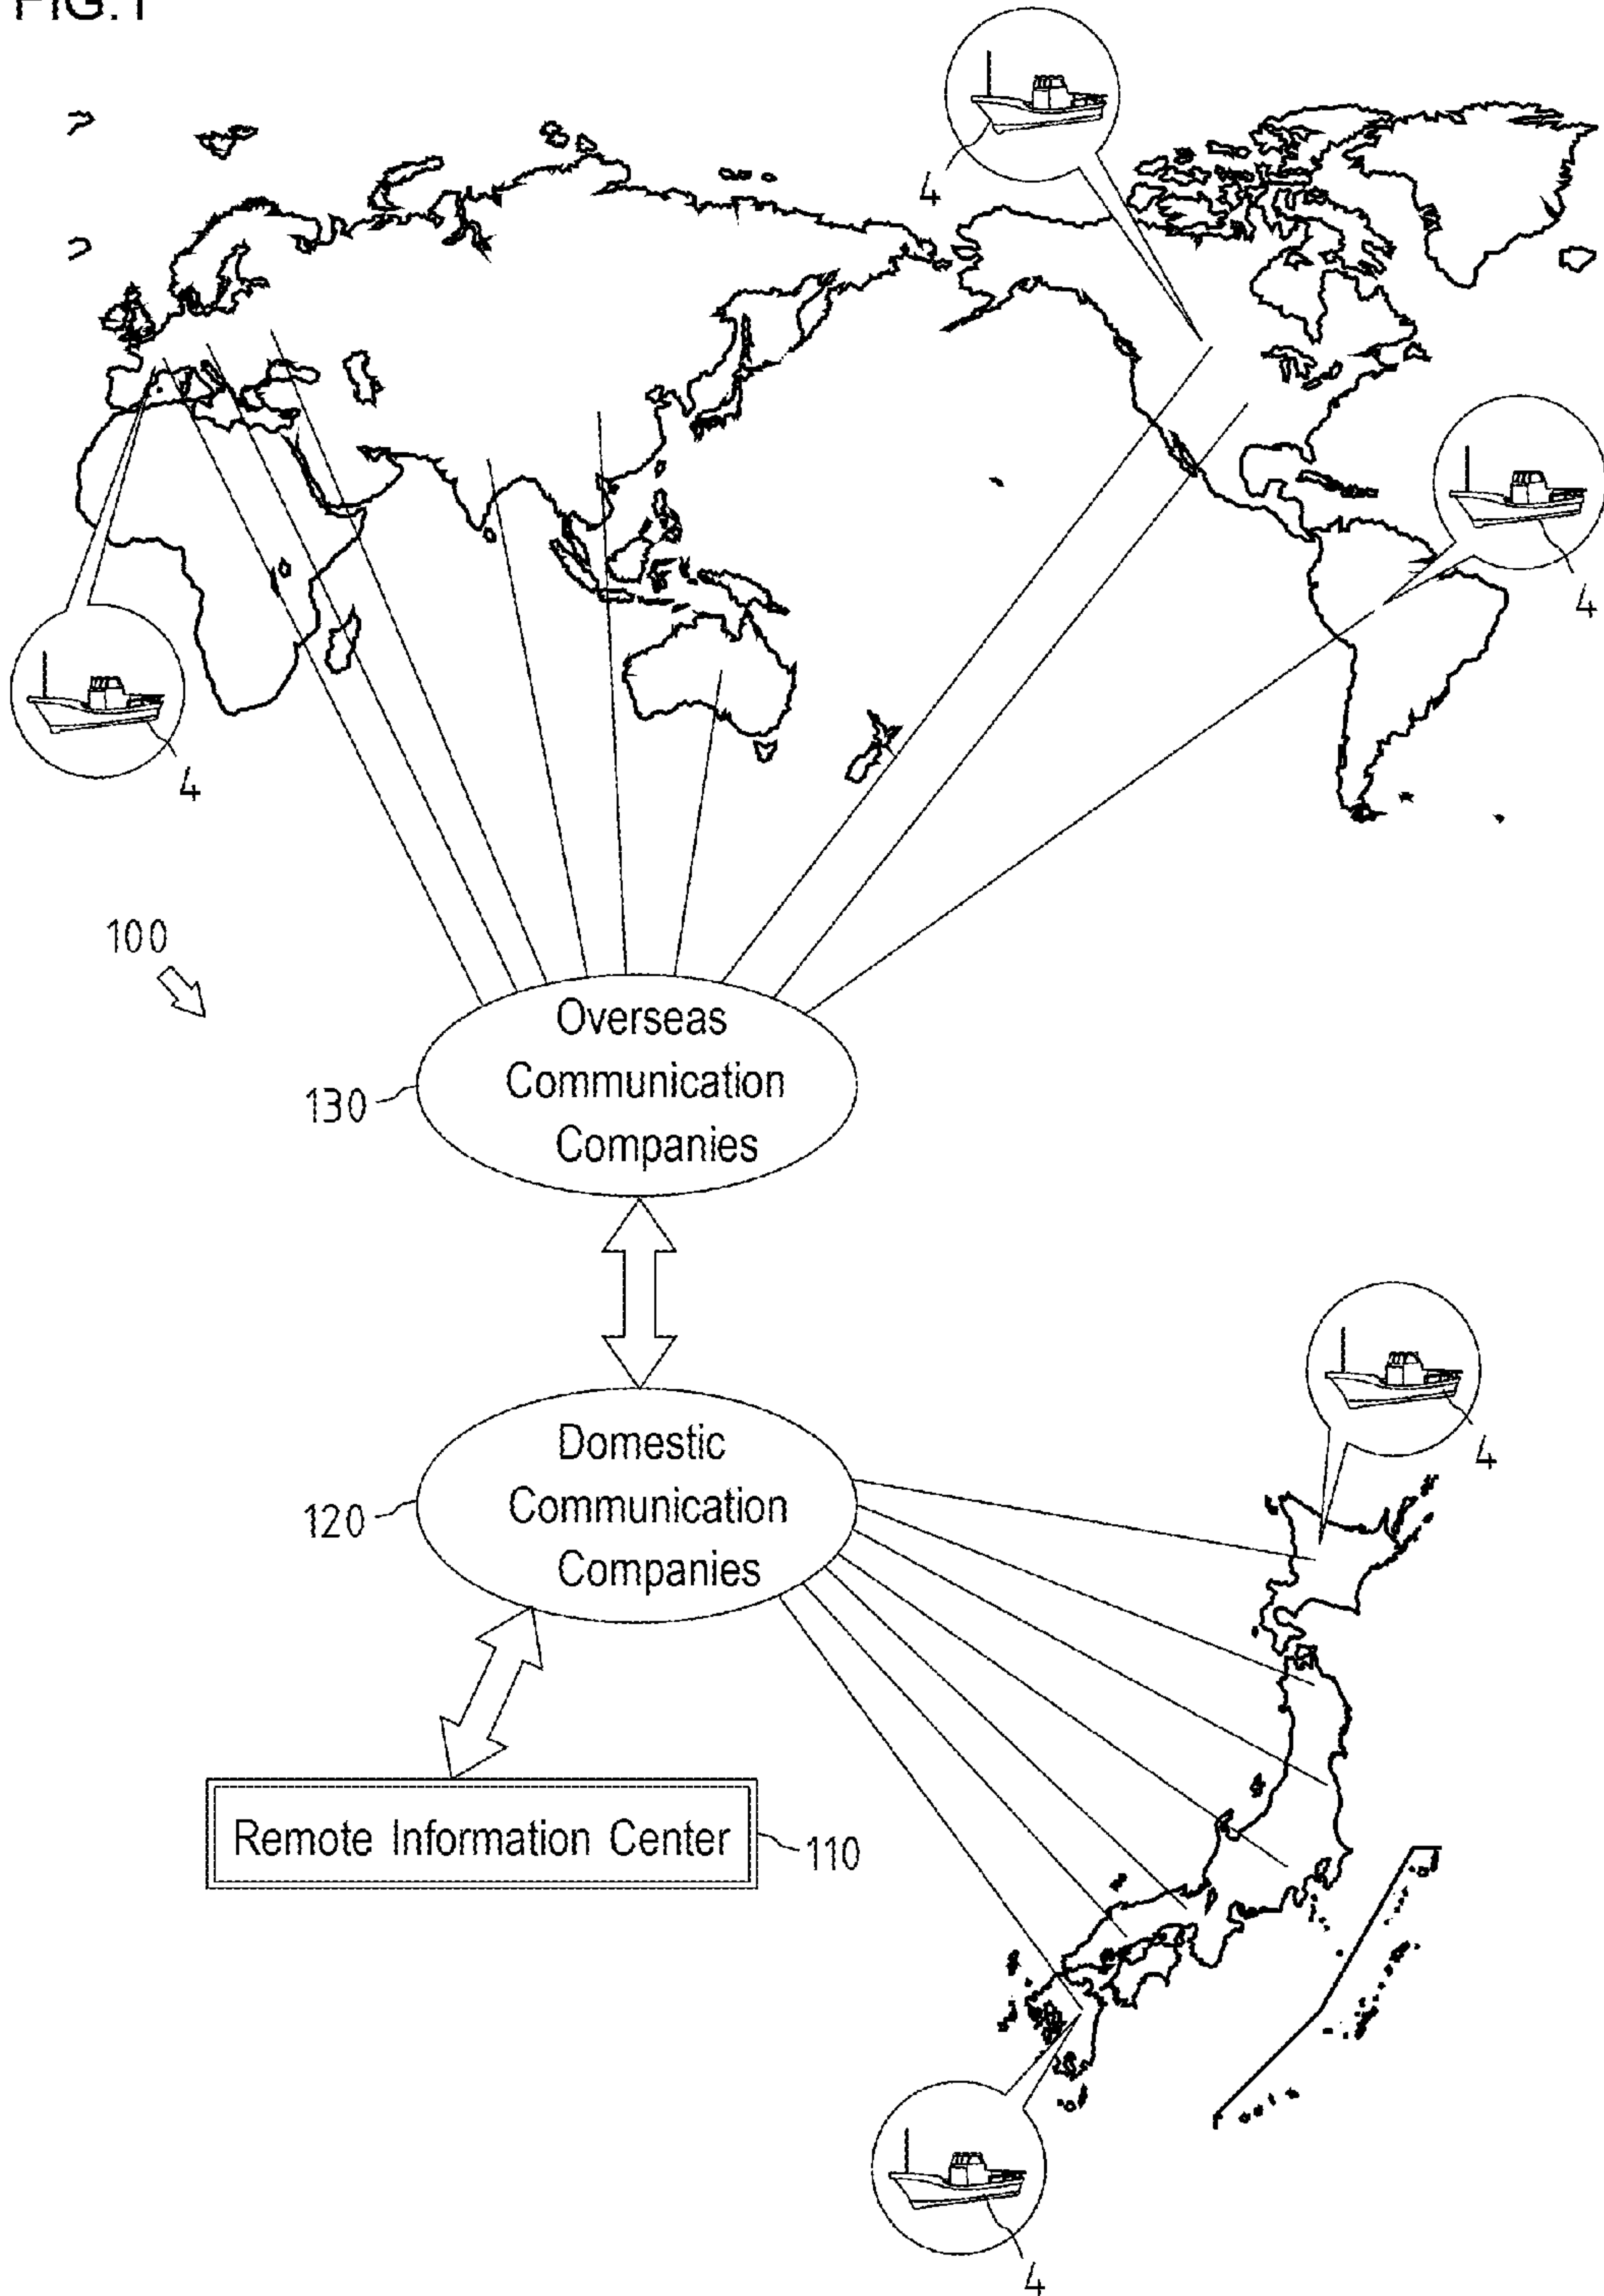 FIG.1
4
4
4
100
Overseas
Communication
Companies
130
4
Domestic
Communication
Companies
120
Remote Information Center
110
4